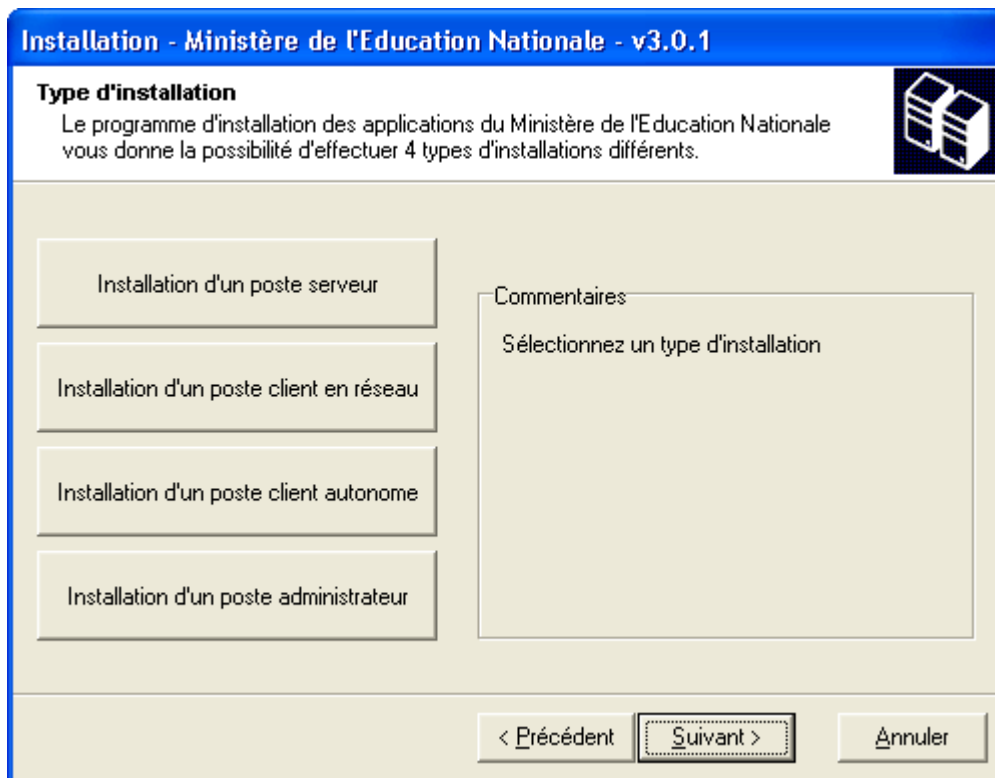 Installation - Ministère de l'Education Nationale - v3.0.1
Type d'installation
Le programme d'installation des applications du Ministère de l'Education Nationale
vous donne la possibilité d'effectuer 4 types d'installations différents.
Installation d'un poste serveur
Installation d'un poste client en réseau
Installation d'un poste client autonome
Installation d'un poste administrateur
Commentaires
Sélectionnez un type d'installation
< Précédent
Suivant >
Annuler